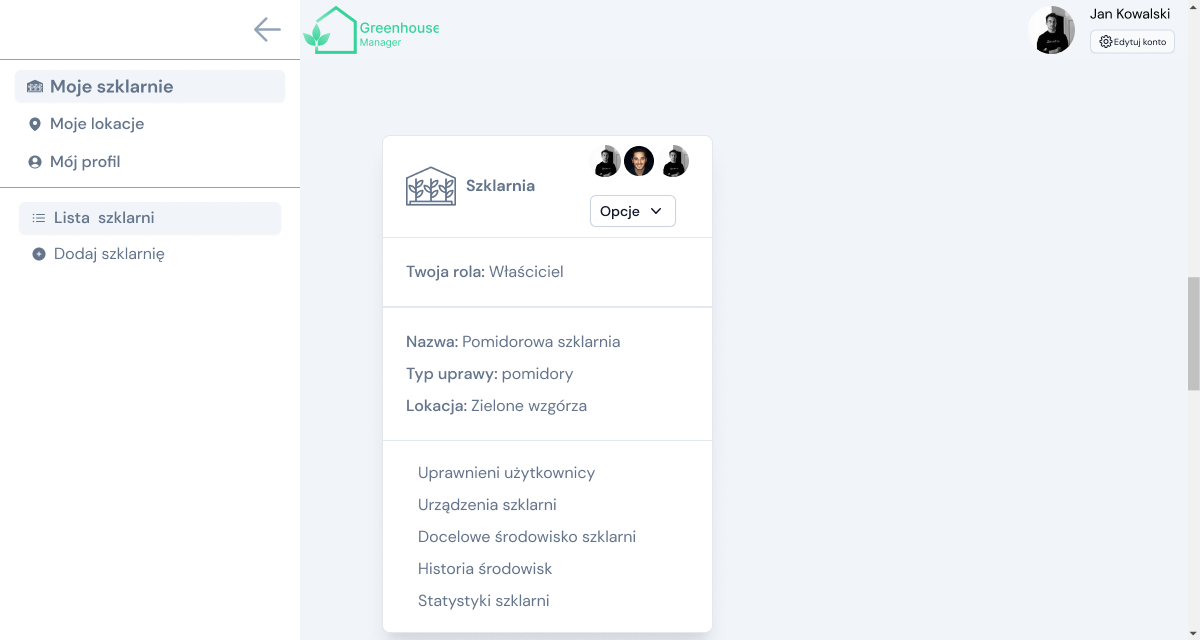 Greenhouse
Manager
Jan Kowalski
Edytuj konto
Moje szklarnie
Moje lokacje
Mój profil
Lista szklarni
Dodaj szklarnię
Szklarnia
Opcje
Twoja rola: Właściciel
Nazwa: Pomidorowa szklarnia
Typ uprawy: pomidory
Lokacja: Zielone wzgórza
Uprawnieni użytkownicy
Urządzenia szklarni
Docelowe środowisko szklarni
Historia środowisk
Statystyki szklarni